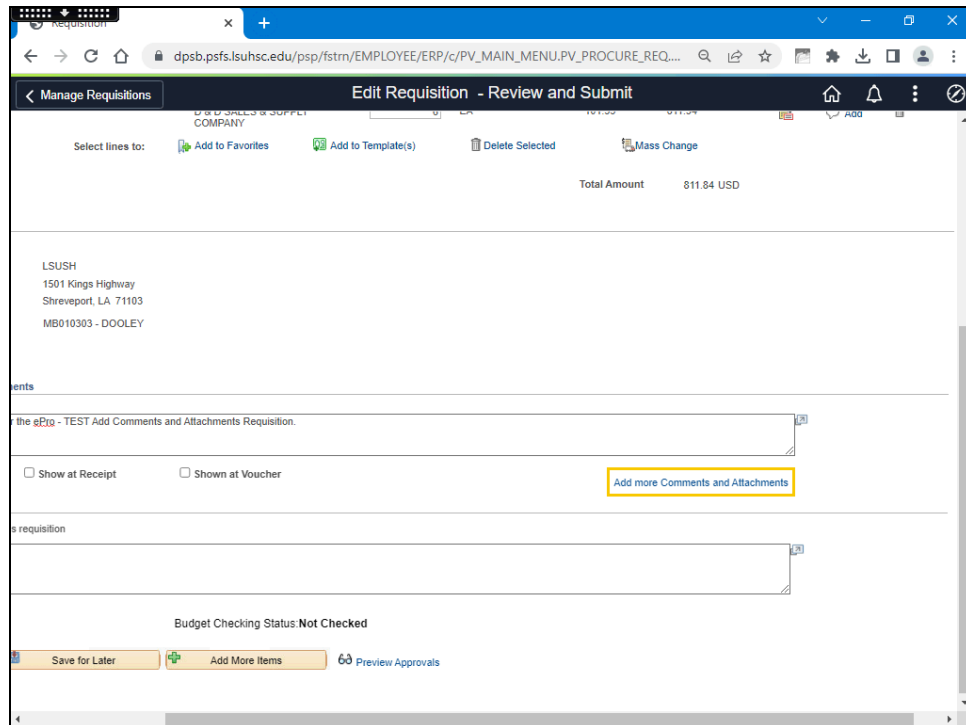 Requisition
dpsb.psfs.lsuhsc.edu/psp/fstrn/EMPLOYEE/ERP/c/PV_MAIN_MENU.PV_PROCURE_REQ....
Manage Requisitions
Edit Requisition - Review and Submit
D & D SALES & SUPPLY
COMPANY
Add
Select lines to:
Add to Favorites
Add to Template(s)
Delete Selected
Mass Change
Total Amount 811.84 USD
LSUSH
1501 Kings Highway
Shreveport, LA 71103
MB010303 - DOOLEY
ents
r the ePro - TEST Add Comments and Attachments Requisition.
Show at Receipt
Shown at Voucher
Add more Comments and Attachments
s requisition
Budget Checking Status:Not Checked
Save for Later
Add More Items
Preview Approvals